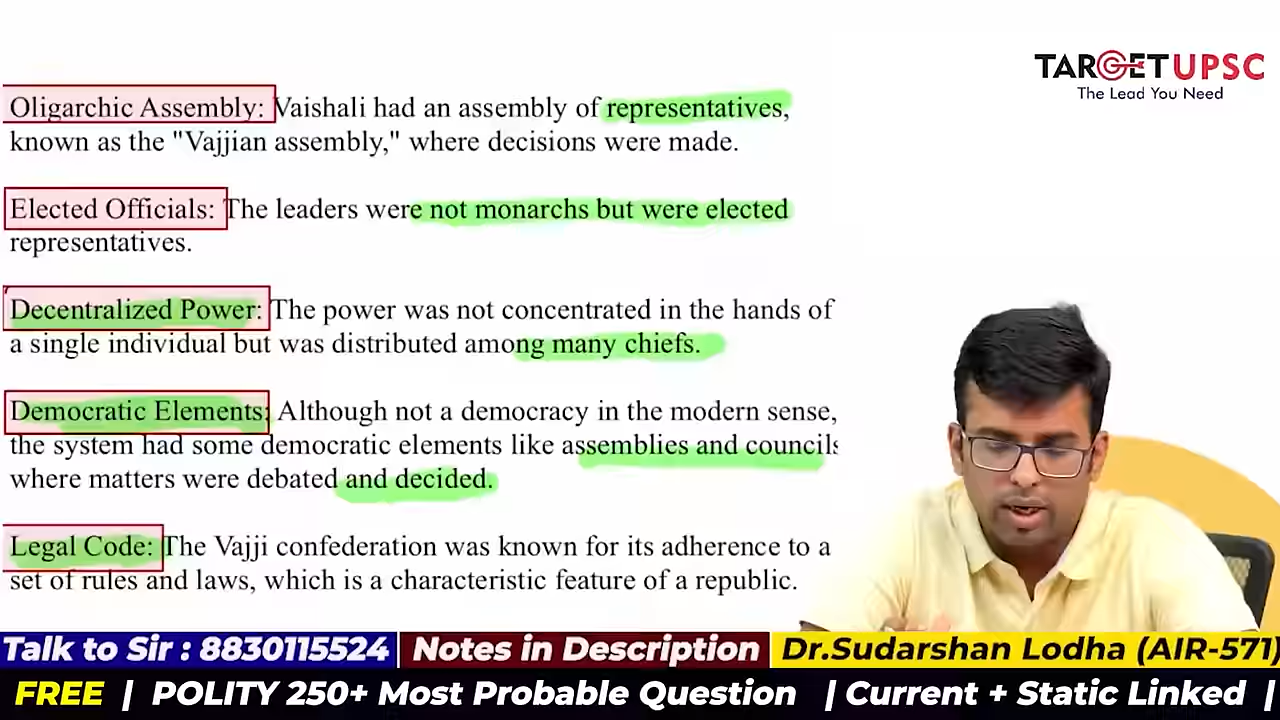 TARGET UPSC
The Lead You Need
Oligarchic Assembly: Vaishali had an assembly of representatives,
known as the "Vajjian assembly," where decisions were made.
Elected Officials: The leaders were not monarchs but were elected
representatives.
Decentralized Power: The power was not concentrated in the hands of
a single individual but was distributed among many chiefs.
Democratic Elements: Although not a democracy in the modern sense,
the system had some democratic elements like assemblies and councils
where matters were debated and decided.
Legal Code: The Vajji confederation was known for its adherence to a
set of rules and laws, which is a characteristic feature of a republic.
Talk to Sir : 8830115524 Notes in Description Dr.Sudarshan Lodha (AIR-571)
FREE | POLITY 250+ Most Probable Question | Current + Static Linked |